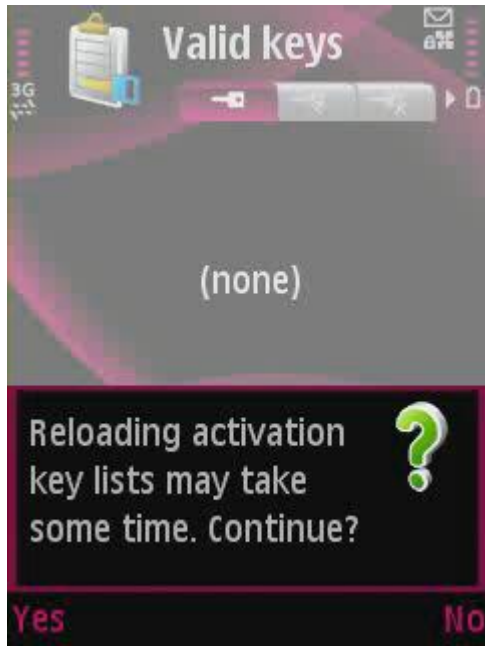 Valid keys
3G
(none)
Reloading activation
key lists may take
some time. Continue?
Yes
No